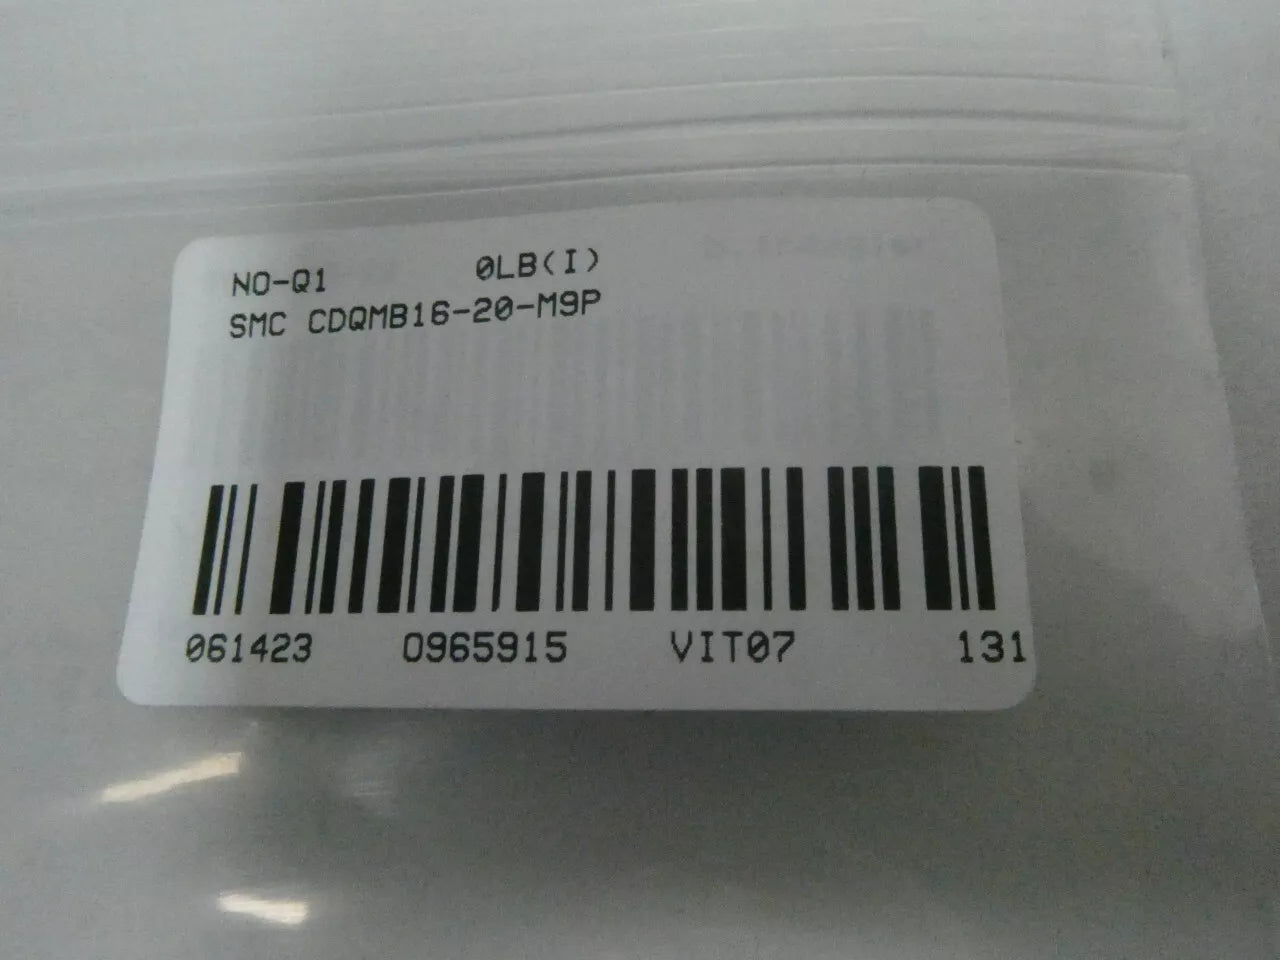 NO-Q1 0LB(I)
SMC CDQMB16-20-M9P
061423 0965915 VIT07 131